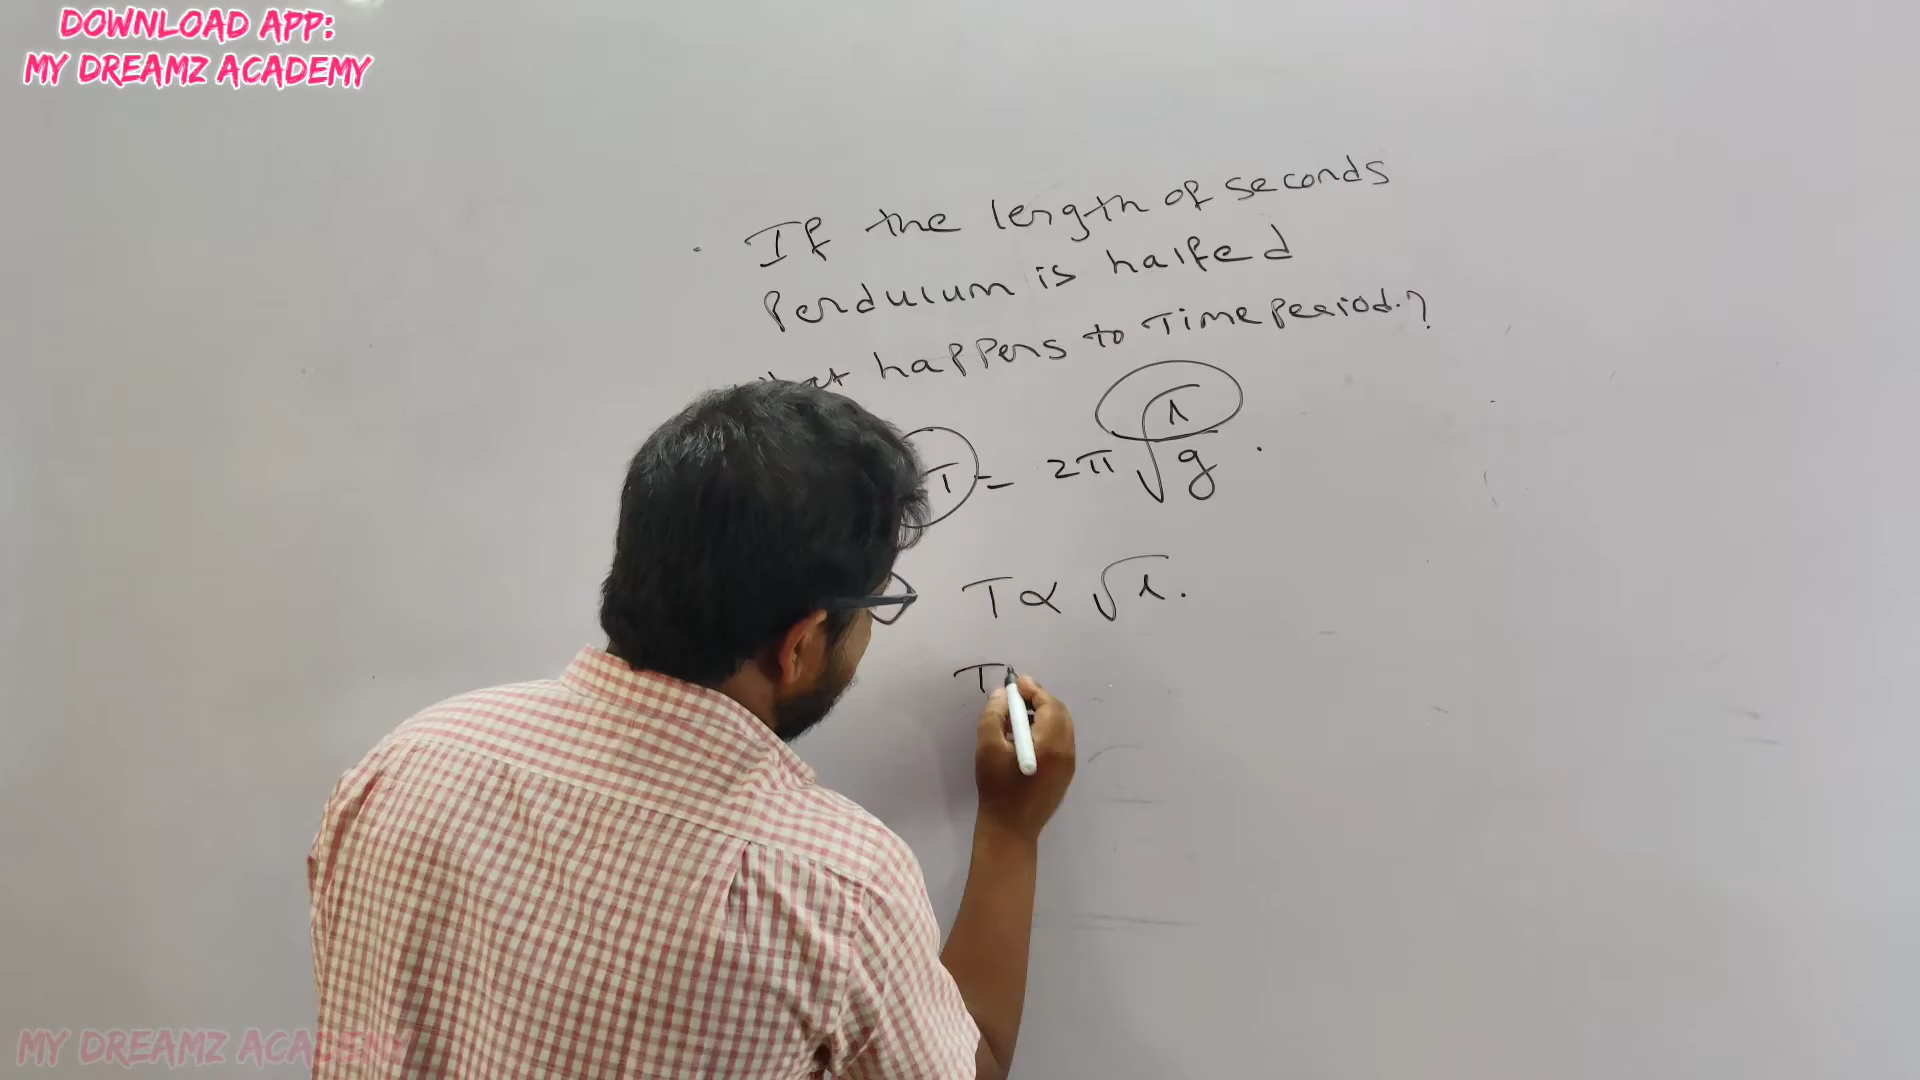 DOWNLOAD APP:
MY DREAMZ ACADEMY
If the length of seconds
Pendulum is halfed
happens to Time period.?
T = 2π √l/g .
T ∝ √l.
T
MY DREAMZ ACADEMY